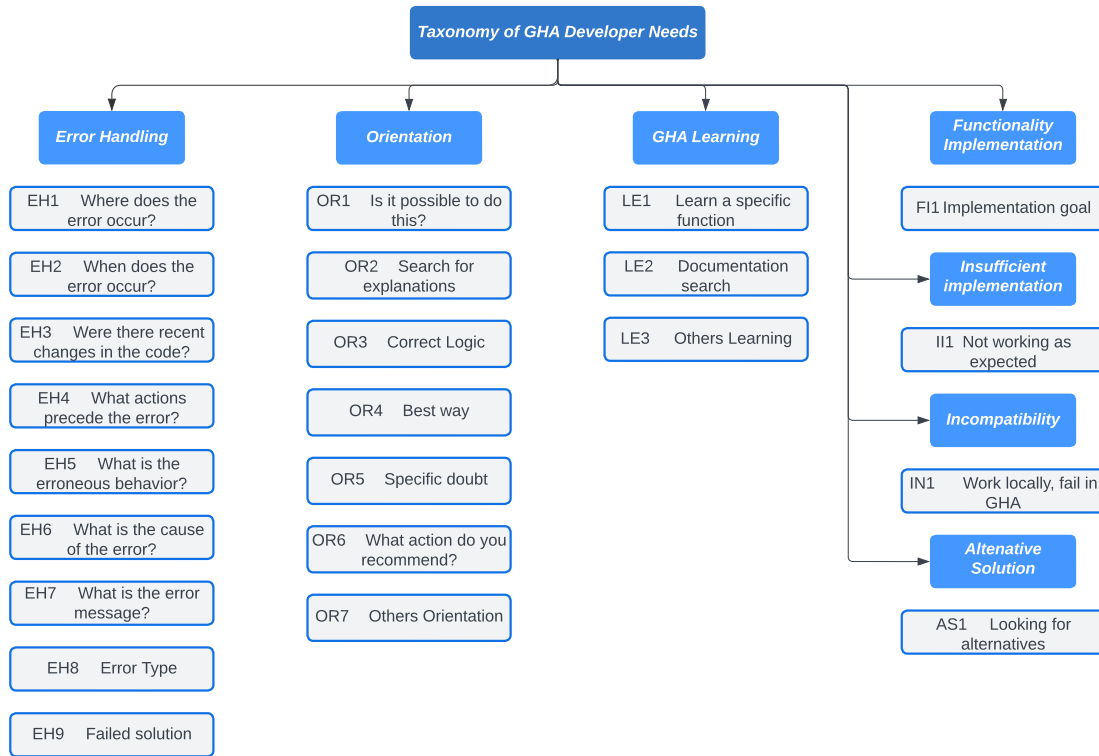 Taxonomy of GHA Developer Needs
Error Handling
EH1 Where does the
error occur?
EH2 When does the
error occur?
EH3 Were there recent
changes in the code?
EH4 What actions
precede the error?
EH5 What is the
erroneous behavior?
EH6 What is the cause
of the error?
EH7 What is the error
message?
EH8 Error Type
EH9 Failed solution
Orientation
OR1 Is it possible to do
this?
OR2 Search for
explanations
OR3 Correct Logic
OR4 Best way
OR5 Specific doubt
OR6 What action do you
recommend?
OR7 Others Orientation
GHA Learning
LE1 Learn a specific
function
LE2 Documentation
search
LE3 Others Learning
Functionality
Implementation
FI1 Implementation goal
Insufficient
implementation
II1 Not working as
expected
Incompatibility
IN1 Work locally, fail in
GHA
Altenative
Solution
AS1 Looking for
alternatives